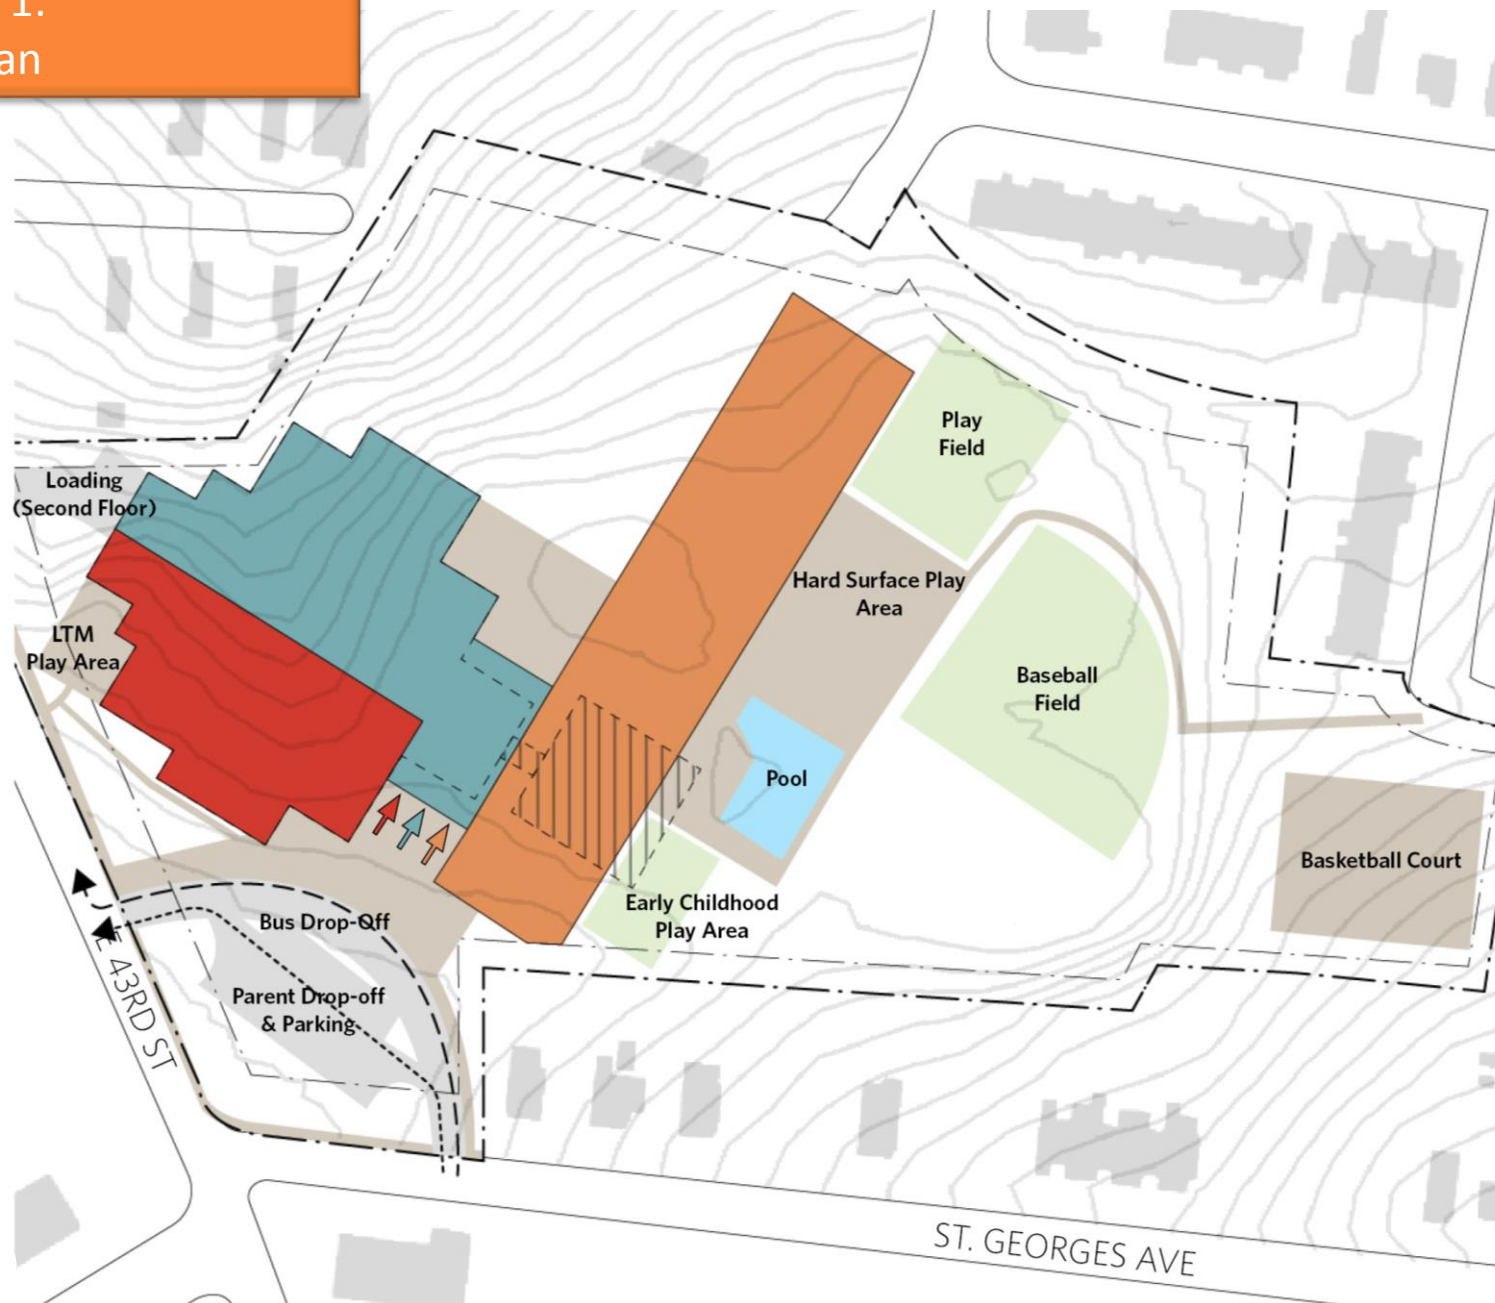 1.
an
Play
Field
Loading
(Second Floor)
Hard Surface Play
Area
LTM
Play Area
Baseball
Field
Pool
Basketball Court
Early Childhood
Play Area
Bus Drop-Off
Parent Drop-off
& Parking
E 43RD ST
ST. GEORGES AVE